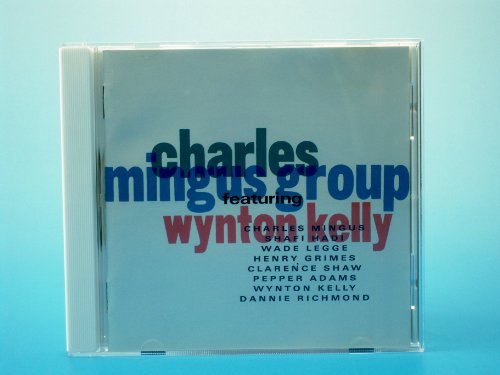 charles
mingus group
featuring
wynton kelly
CHARLES MINGUS
SHAFI HADI
WADE LEGGE
HENRY GRIMES
CLARENCE SHAW
PEPPER ADAMS
WYNTON KELLY
DANNIE RICHMOND